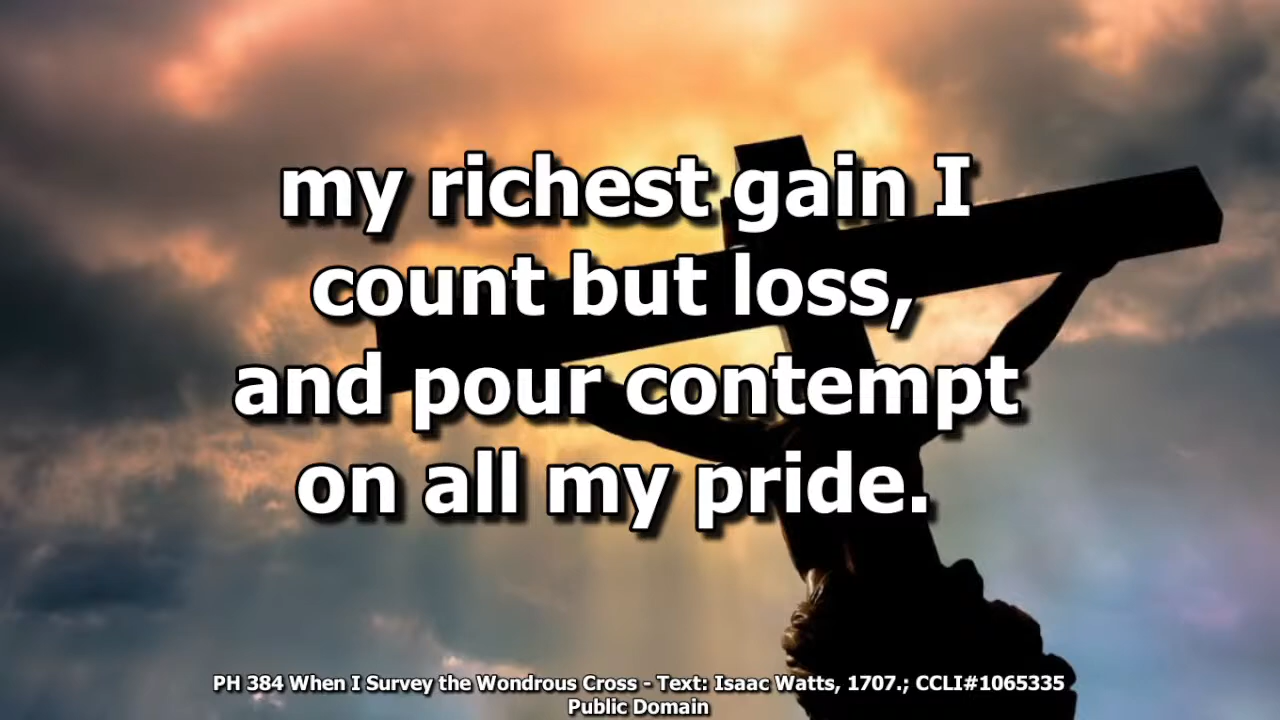 my richest gain I
count but loss,
and pour contempt
on all my pride.
PH 384 When I Survey the Wondrous Cross - Text: Isaac Watts, 1707.; CCLI#1065335
Public Domain